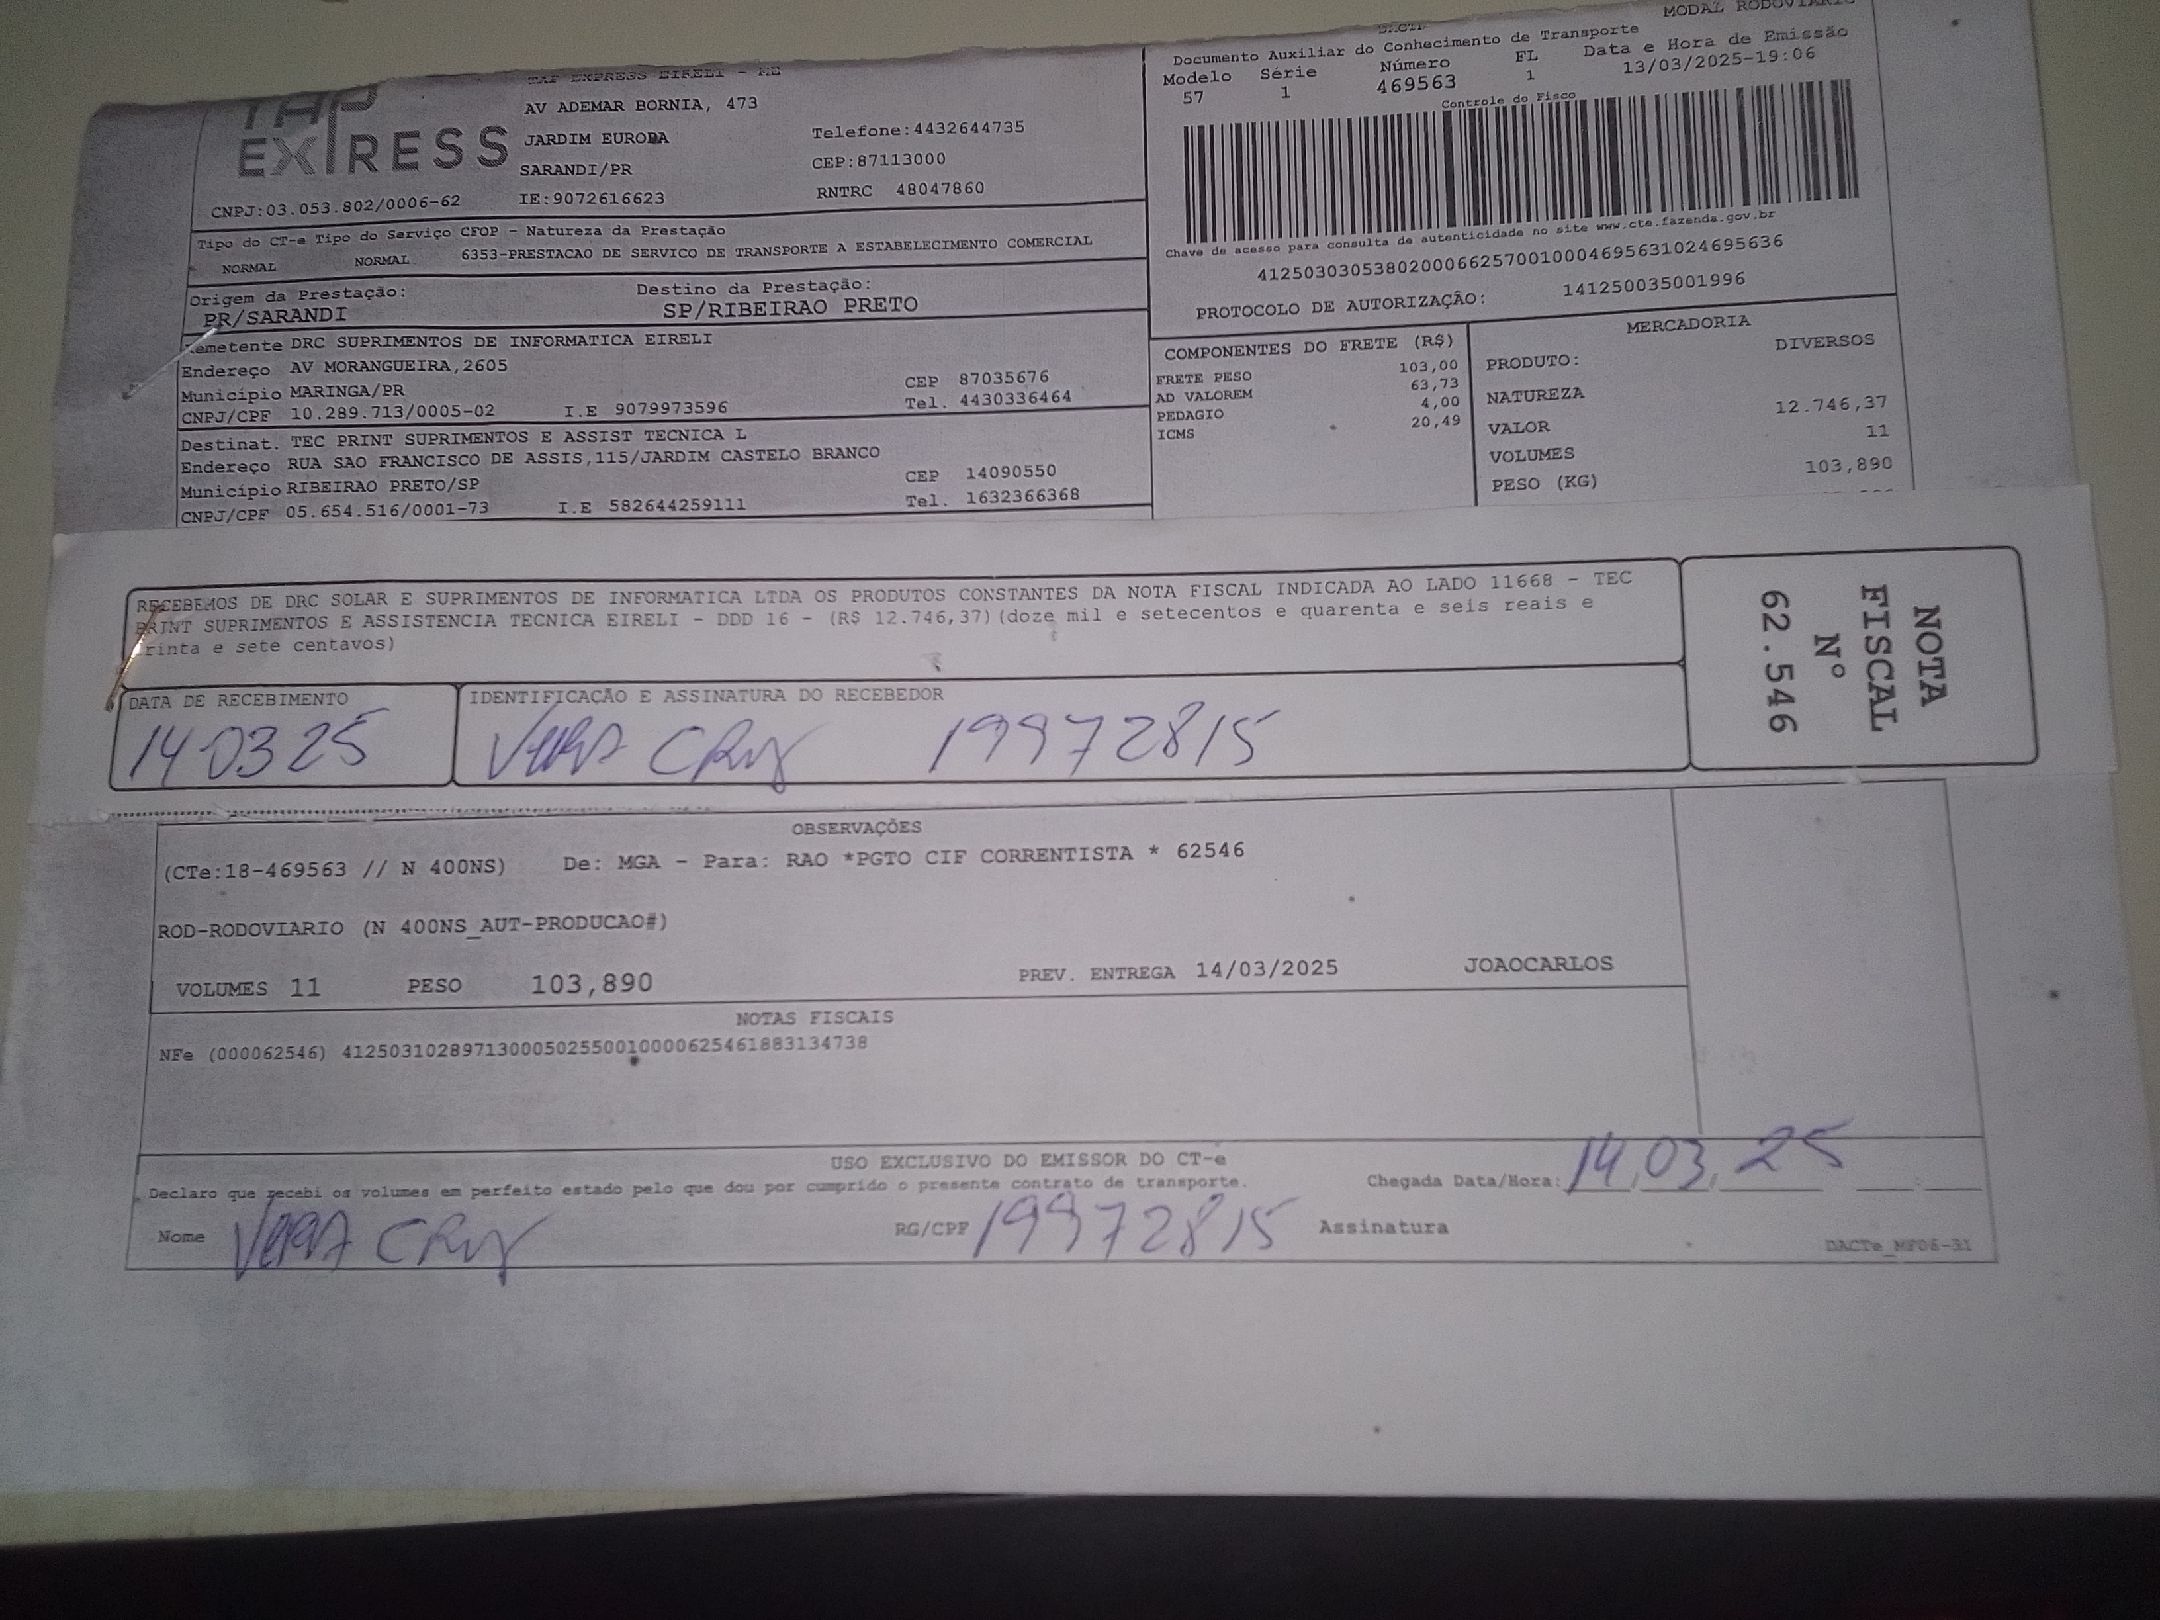 MODAL RODOVIARIO
Documento Auxiliar do Conhecimento de Transporte
Modelo Série Número FL Data e Hora de Emissão
57 1 469563 1 13/03/2025-19:06
Controle do Fisco
Chave de acesso para consulta de autenticidade no site www.cte.fazenda.gov.br
41250303053802000662570010004695631024695636
PROTOCOLO DE AUTORIZAÇÃO: 141250035001996
TAP EXPRESS EIRELI - ME
TAP
EXPRESS
AV ADEMAR BORNIA, 473
JARDIM EUROPA Telefone:4432644735
SARANDI/PR CEP:87113000
CNPJ:03.053.802/0006-62 IE:9072616623 RNTRC 48047860
Tipo do CT-e Tipo do Serviço CFOP - Natureza da Prestação
NORMAL NORMAL 6353-PRESTACAO DE SERVICO DE TRANSPORTE A ESTABELECIMENTO COMERCIAL
Origem da Prestação: Destino da Prestação:
PR/SARANDI SP/RIBEIRAO PRETO
Remetente DRC SUPRIMENTOS DE INFORMATICA EIRELI
Endereço AV MORANGUEIRA,2605
Município MARINGA/PR CEP 87035676
CNPJ/CPF 10.289.713/0005-02 I.E 9079973596 Tel. 4430336464
Destinat. TEC PRINT SUPRIMENTOS E ASSIST TECNICA L
Endereço RUA SAO FRANCISCO DE ASSIS,115/JARDIM CASTELO BRANCO
Município RIBEIRAO PRETO/SP CEP 14090550
CNPJ/CPF 05.654.516/0001-73 I.E 582644259111 Tel. 1632366368
COMPONENTES DO FRETE (R$)
FRETE PESO 103,00
AD VALOREM 63,73
PEDAGIO 4,00
ICMS 20,49
MERCADORIA
PRODUTO: DIVERSOS
NATUREZA
VALOR 12.746,37
VOLUMES 11
PESO (KG) 103,890
RECEBEMOS DE DRC SOLAR E SUPRIMENTOS DE INFORMATICA LTDA OS PRODUTOS CONSTANTES DA NOTA FISCAL INDICADA AO LADO 11668 - TEC
PRINT SUPRIMENTOS E ASSISTENCIA TECNICA EIRELI - DDD 16 - (R$ 12.746,37)(doze mil e setecentos e quarenta e seis reais e
trinta e sete centavos)
NOTA
FISCAL
Nº
62.546
DATA DE RECEBIMENTO IDENTIFICAÇÃO E ASSINATURA DO RECEBEDOR
14 03 25 VERA CRUZ 19972815
OBSERVAÇÕES
(CTe:18-469563 // N 400NS) De: MGA - Para: RAO *PGTO CIF CORRENTISTA * 62546
ROD-RODOVIARIO (N 400NS_AUT-PRODUCAO#)
VOLUMES 11 PESO 103,890 PREV. ENTREGA 14/03/2025 JOAOCARLOS
NOTAS FISCAIS
NFe (000062546) 41250310289713000502550010000625461883134738
USO EXCLUSIVO DO EMISSOR DO CT-e
Declaro que recebi os volumes em perfeito estado pelo que dou por cumprido o presente contrato de transporte. Chegada Data/Hora: 14,03,25
Nome VERA CRUZ RG/CPF 19972815 Assinatura
DACTe_MF06-31